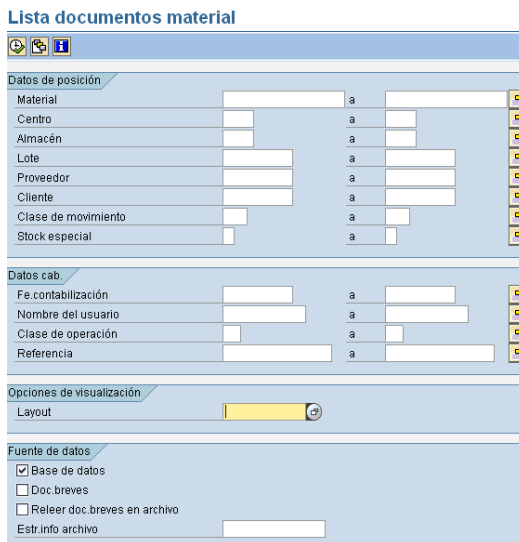 Lista documentos material
Datos de posición
Material a
Centro a
Almacén a
Lote a
Proveedor a
Cliente a
Clase de movimiento a
Stock especial a
Datos cab.
Fe.contabilización a
Nombre del usuario a
Clase de operación a
Referencia a
Opciones de visualización
Layout
Fuente de datos
Base de datos
Doc.breves
Releer doc.breves en archivo
Estr.info archivo